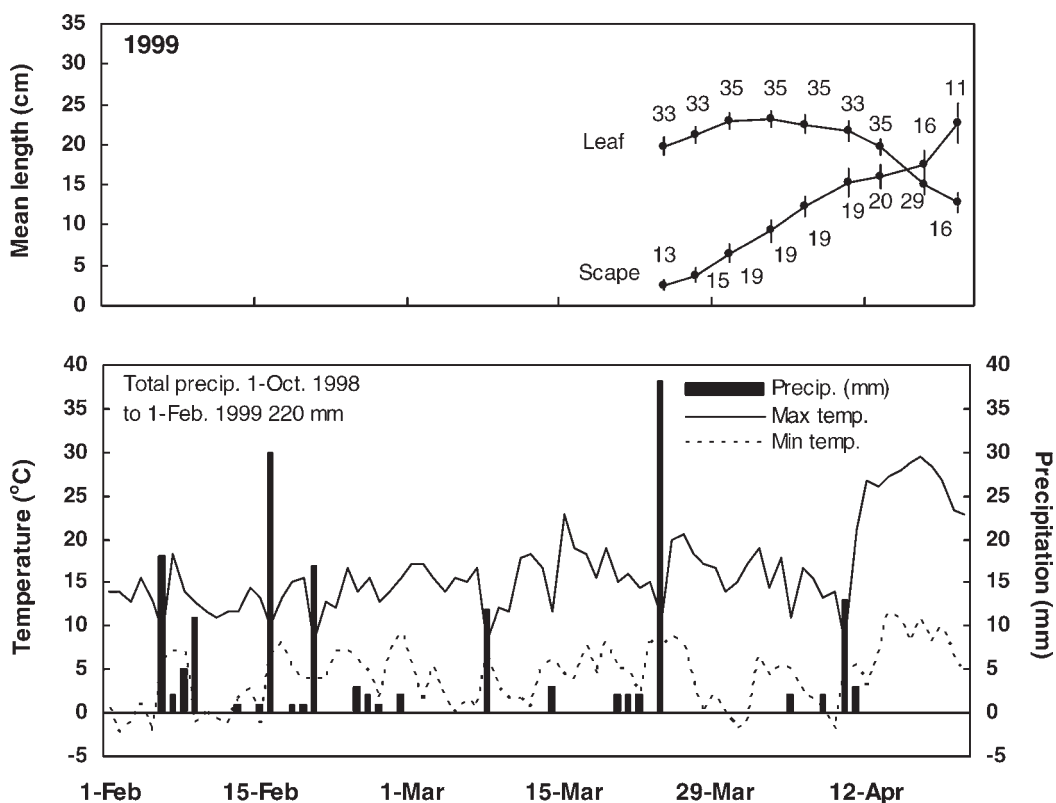 1999
Mean length (cm)
35
30
25
20
15
10
5
0
33 33 35 35 35 33 35 16 11
Leaf
Scape
13 15 19 19 19 19 20 29 16
Total precip. 1-Oct. 1998
to 1-Feb. 1999 220 mm
Precip. (mm)
Max temp.
Min temp.
Temperature (°C)
40
35
30
25
20
15
10
5
0
-5
40
35
30
25
20
15
10
5
0
-5
Precipitation (mm)
1-Feb 15-Feb 1-Mar 15-Mar 29-Mar 12-Apr